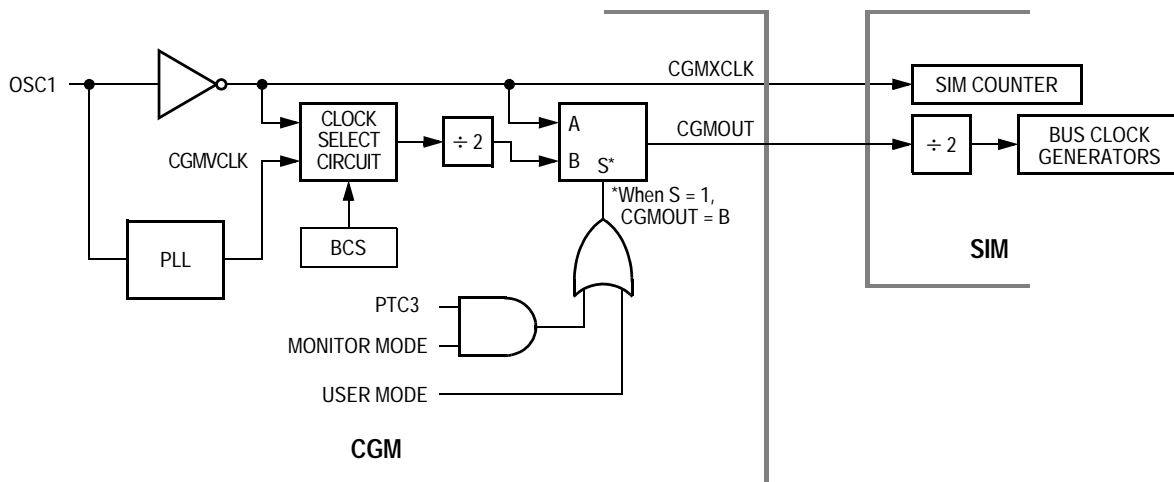 OSC1
CGMXCLK
SIM COUNTER
CLOCK
SELECT
CIRCUIT
÷ 2
A
B
S*
CGMOUT
÷ 2
BUS CLOCK
GENERATORS
CGMVCLK
*When S = 1,
CGMOUT = B
PLL
BCS
SIM
PTC3
MONITOR MODE
USER MODE
CGM